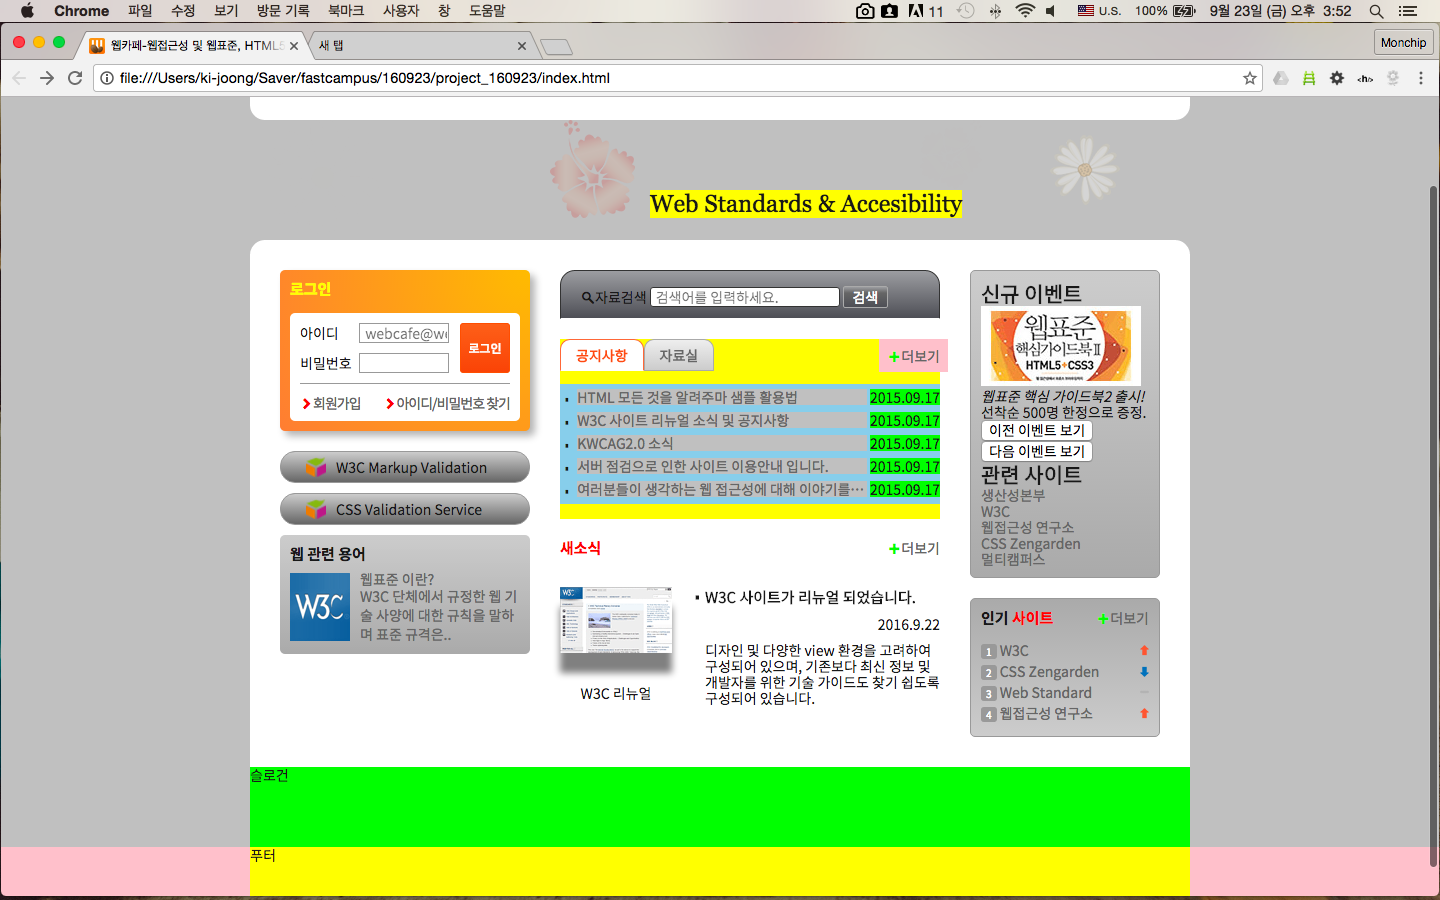 Chrome 파일 수정 보기 방문 기록 북마크 사용자 창 도움말 11 U.S. 100% 9월 23일 (금) 오후 3:52
웹카페-웹접근성 및 웹표준, HTML5 새 탭 Monchip
file:///Users/ki-joong/Saver/fastcampus/160923/project_160923/index.html
Web Standards & Accesibility
로그인
아이디 webcafe@we
비밀번호
로그인
회원가입 아이디/비밀번호 찾기
W3C Markup Validation
CSS Validation Service
웹 관련 용어
W3C
웹표준 이란?
W3C 단체에서 규정한 웹 기
술 사양에 대한 규칙을 말하
며 표준 규격은..
자료검색 검색어를 입력하세요. 검색
공지사항 자료실 +더보기
HTML 모든 것을 알려주마 샘플 활용법 2015.09.17
W3C 사이트 리뉴얼 소식 및 공지사항 2015.09.17
KWCAG2.0 소식 2015.09.17
서버 점검으로 인한 사이트 이용안내 입니다. 2015.09.17
여러분들이 생각하는 웹 접근성에 대해 이야기를… 2015.09.17
새소식 +더보기
W3C 리뉴얼
W3C 사이트가 리뉴얼 되었습니다.
2016.9.22
디자인 및 다양한 view 환경을 고려하여
구성되어 있으며, 기존보다 최신 정보 및
개발자를 위한 기술 가이드도 찾기 쉽도록
구성되어 있습니다.
신규 이벤트
웹표준
핵심가이드북Ⅱ
HTML5+CSS3
웹표준 핵심 가이드북2 출시!
선착순 500명 한정으로 증정.
이전 이벤트 보기
다음 이벤트 보기
관련 사이트
생산성본부
W3C
웹접근성 연구소
CSS Zengarden
멀티캠퍼스
인기 사이트 +더보기
1 W3C
2 CSS Zengarden
3 Web Standard
4 웹접근성 연구소
슬로건
푸터